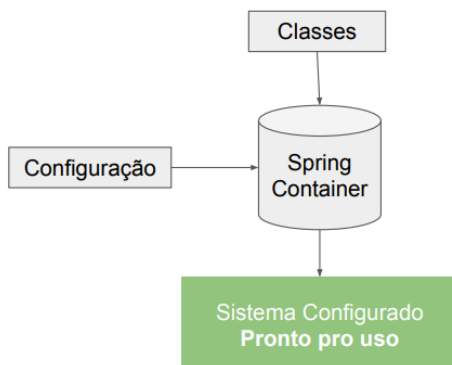 Classes
Configuração
Spring
Container
Sistema Configurado
Pronto pro uso